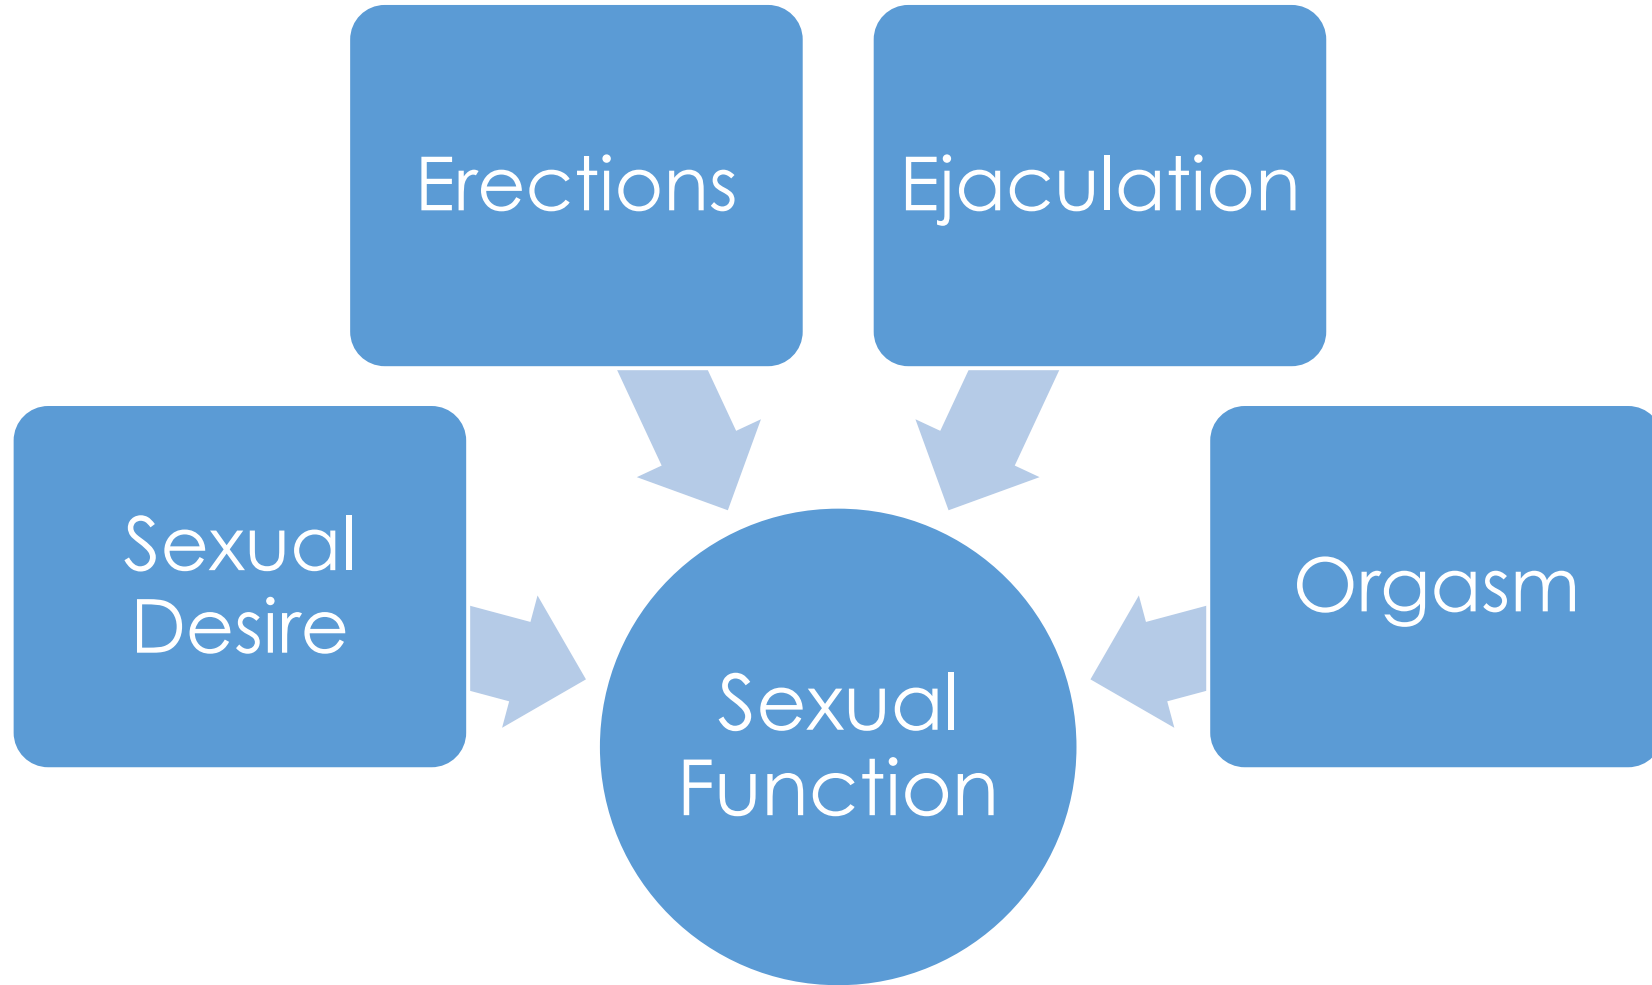 Erections
Ejaculation
Sexual
Desire
Orgasm
Sexual
Function